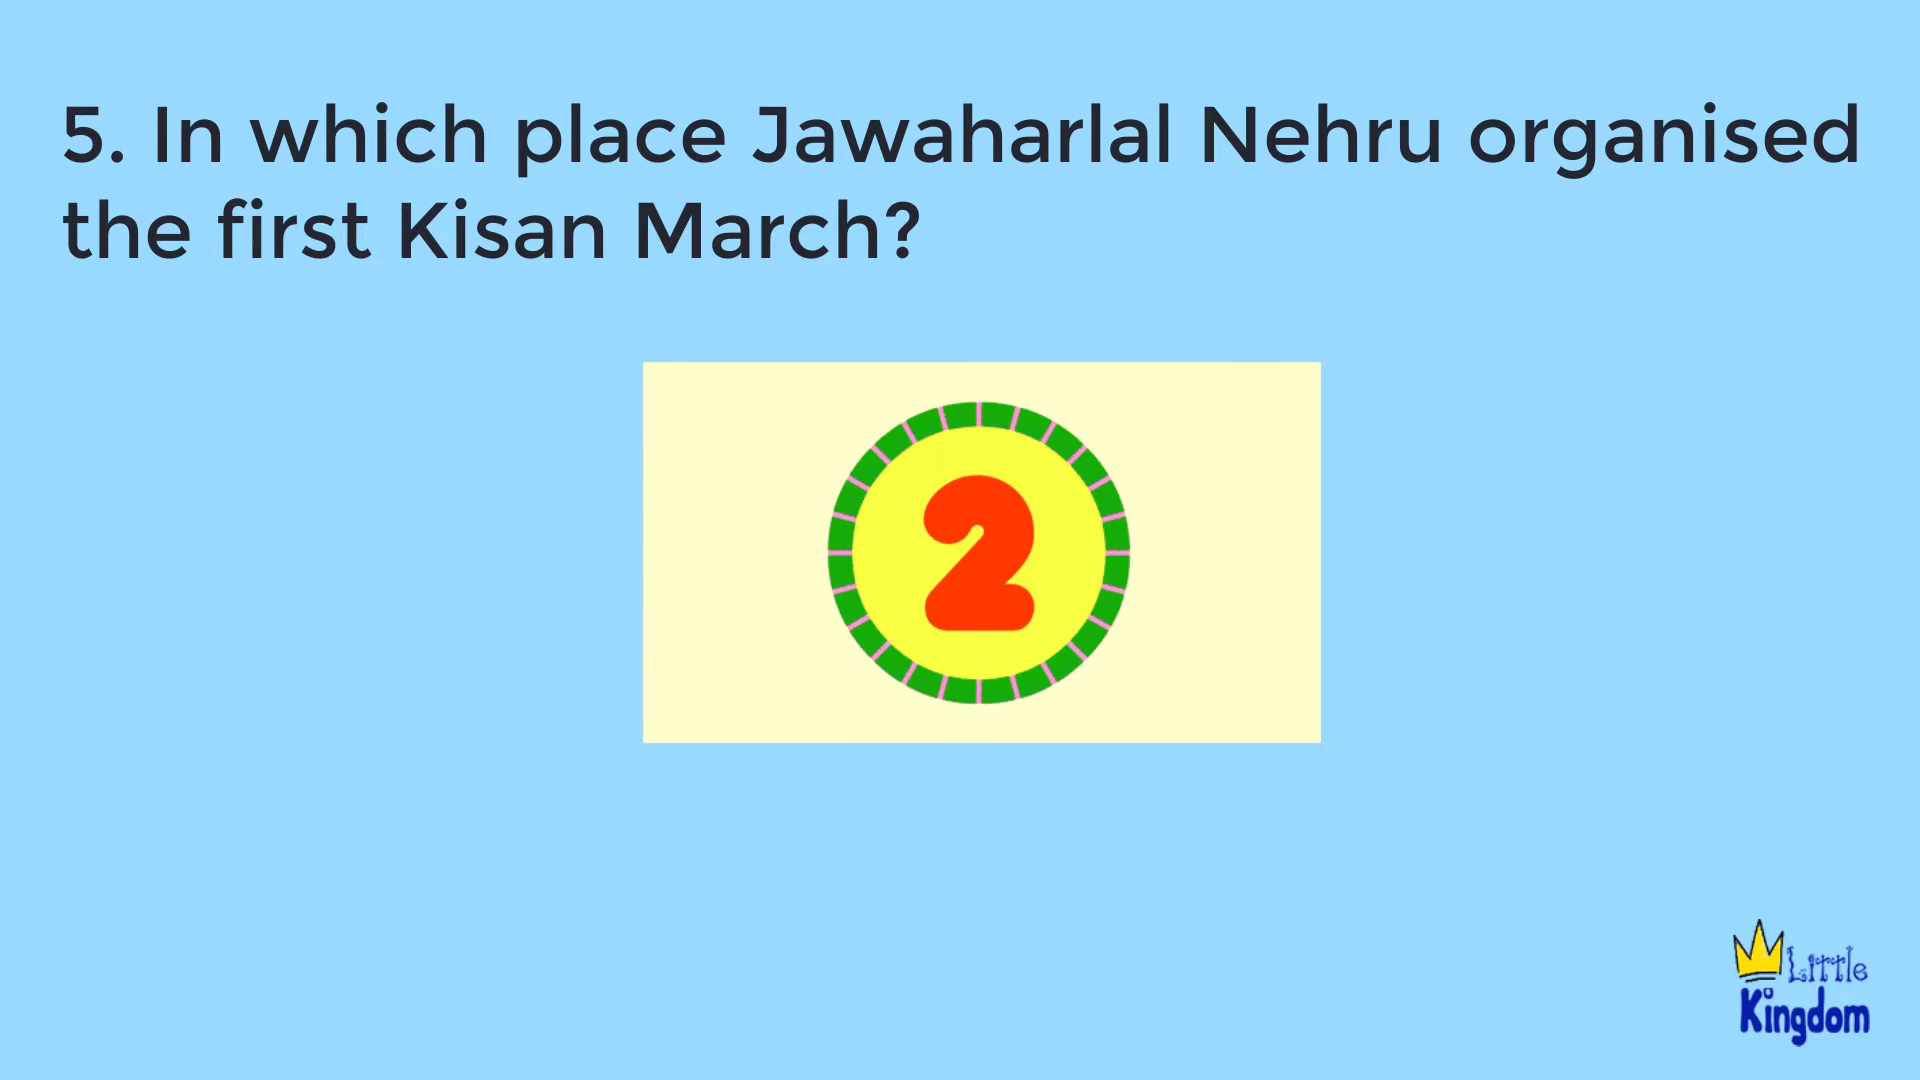 5. In which place Jawaharlal Nehru organised
the first Kisan March?
2
Little
Kingdom